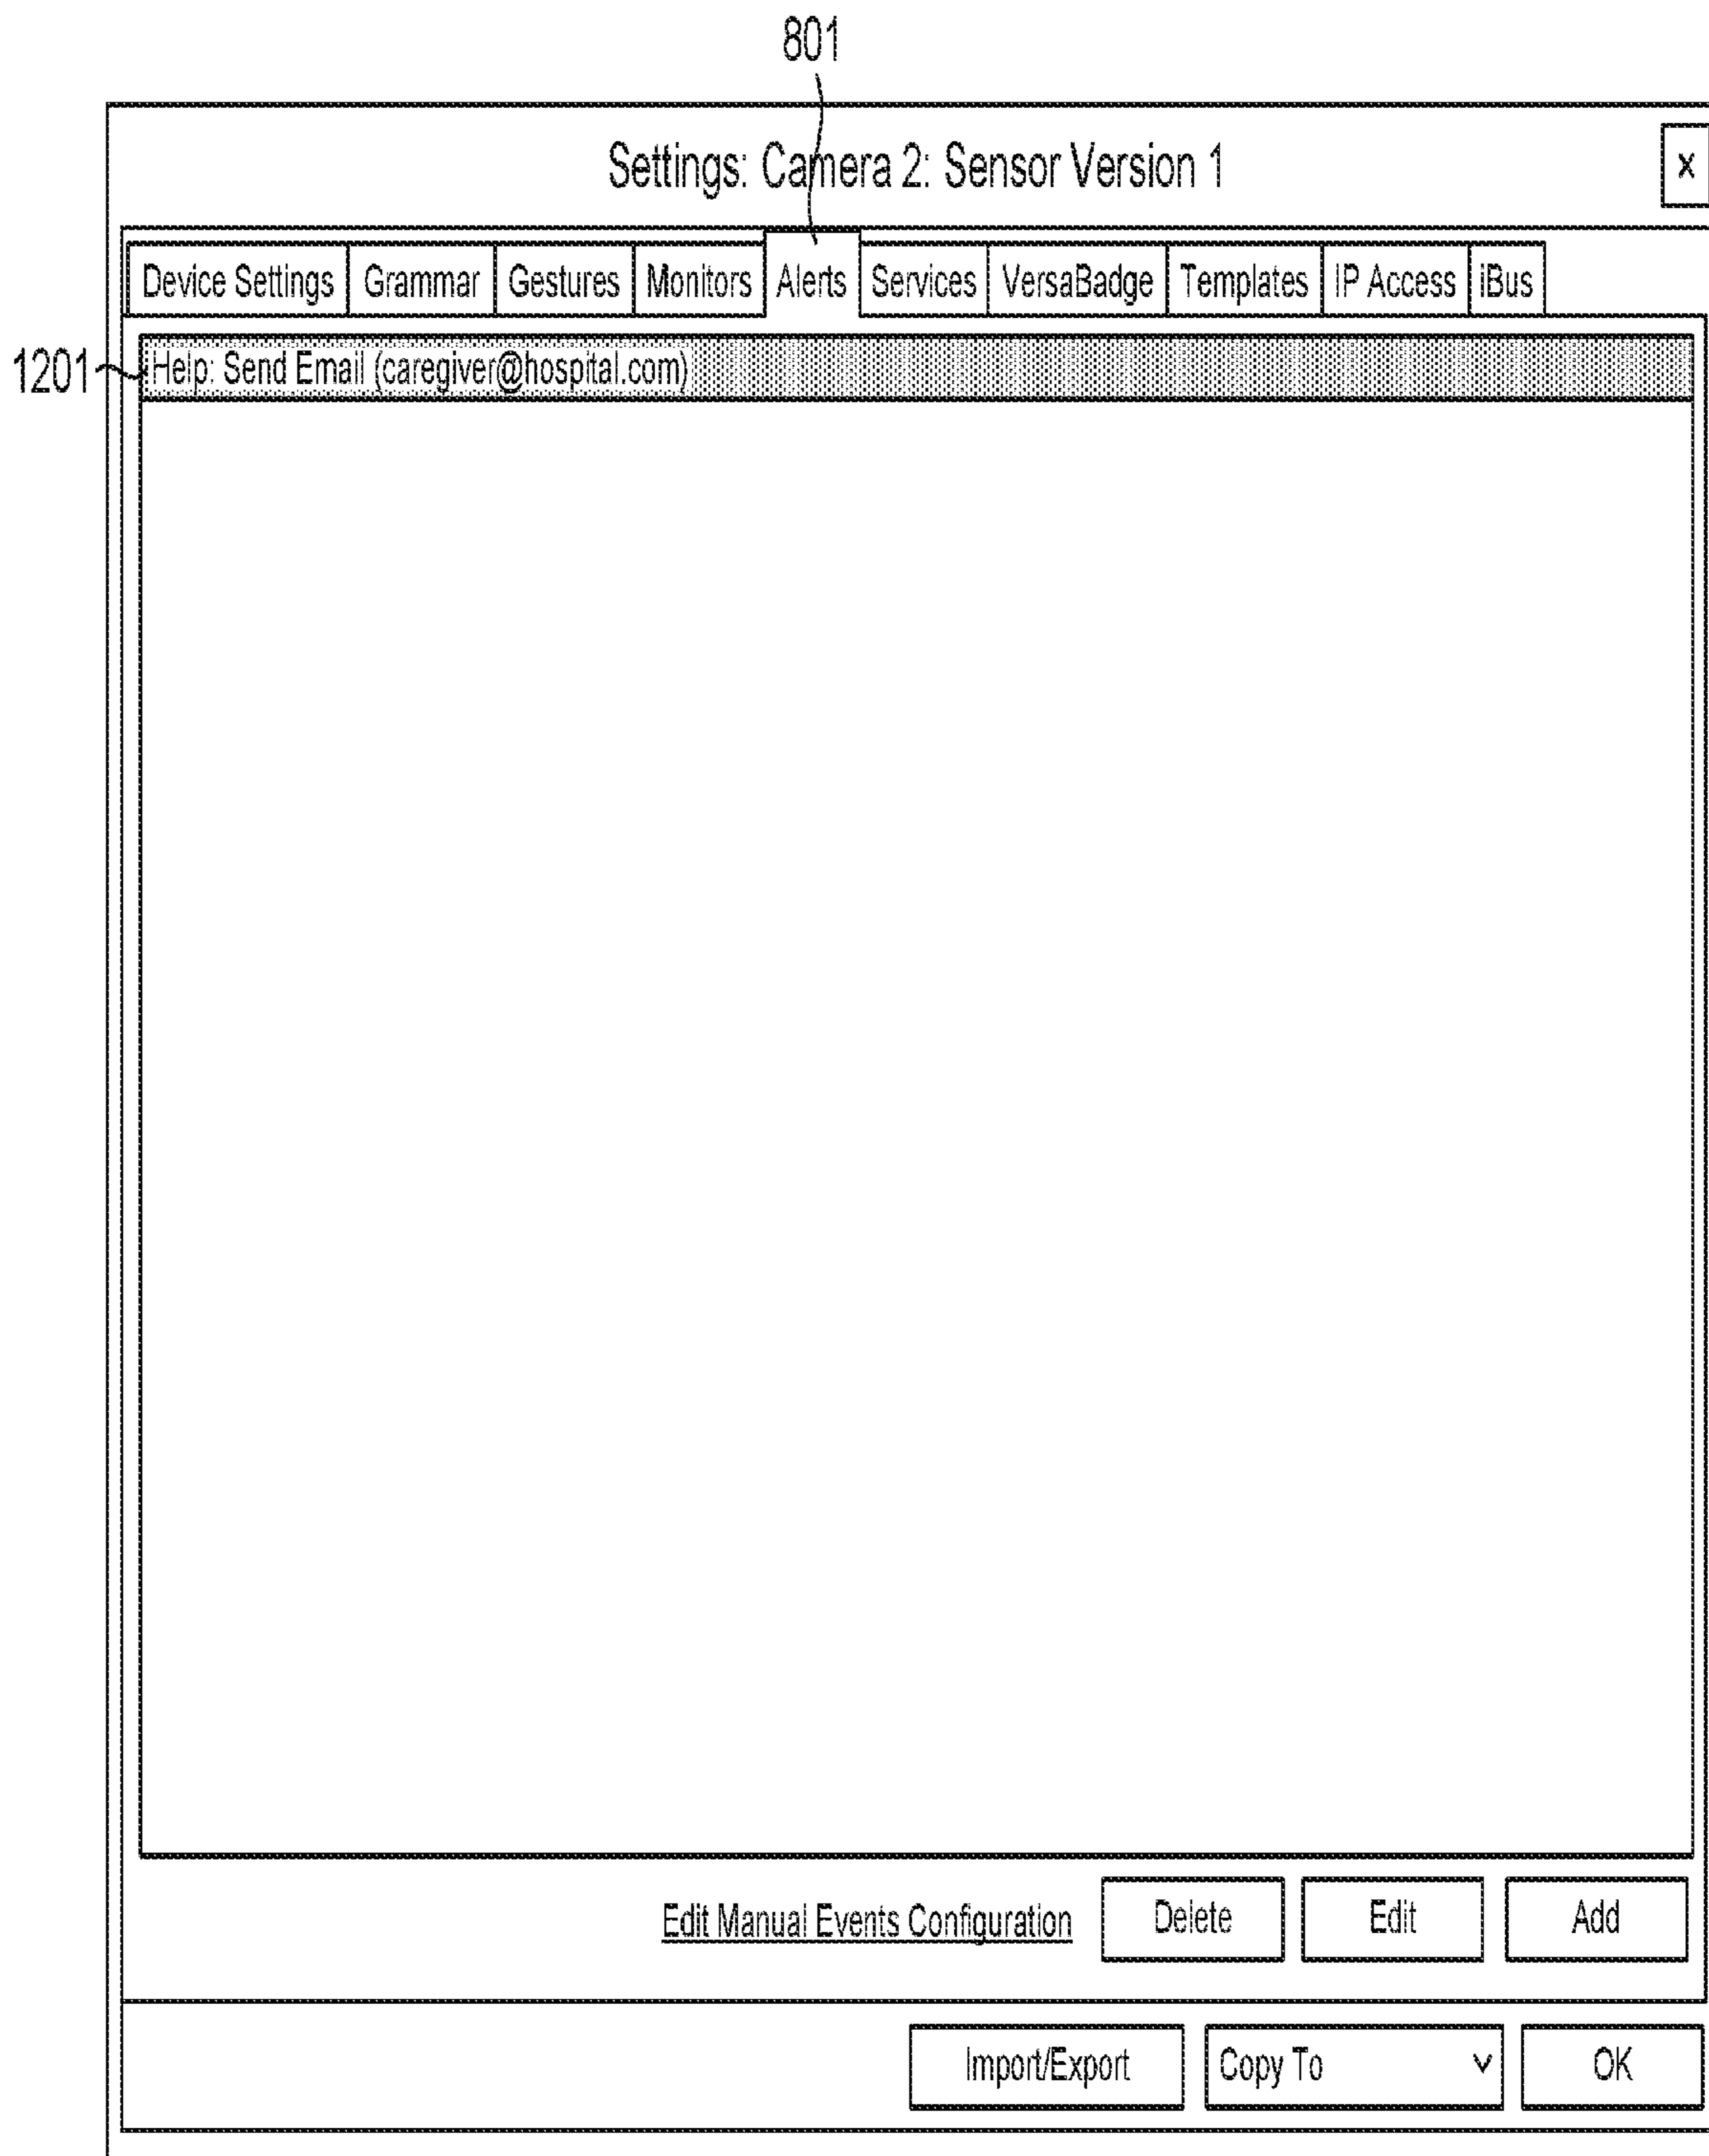 801
Settings: Camera 2: Sensor Version 1 x
Device Settings Grammar Gestures Monitors Alerts Services VersaBadge Templates IP Access iBus
1201 Help: Send Email (caregiver@hospital.com)
Edit Manual Events Configuration Delete Edit Add
Import/Export Copy To OK